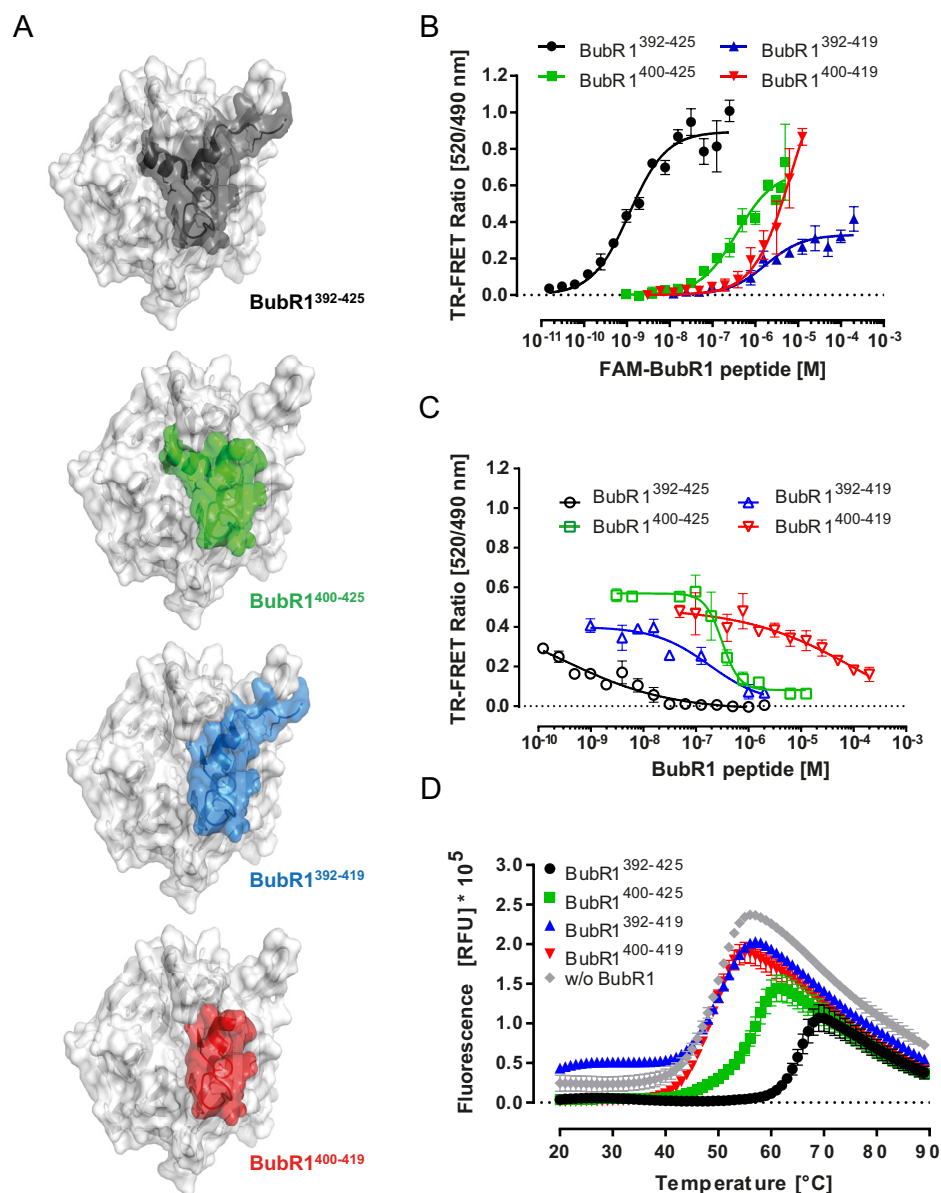 A
BubR1³⁹²⁻⁴²⁵
BubR1⁴⁰⁰⁻⁴²⁵
BubR1³⁹²⁻⁴¹⁹
BubR1⁴⁰⁰⁻⁴¹⁹
B
BubR1³⁹²⁻⁴²⁵ BubR1³⁹²⁻⁴¹⁹
BubR1⁴⁰⁰⁻⁴²⁵ BubR1⁴⁰⁰⁻⁴¹⁹
TR-FRET Ratio [520/490 nm]
1.2
1.0
0.8
0.6
0.4
0.2
0.0
10⁻¹¹ 10⁻¹⁰ 10⁻⁹ 10⁻⁸ 10⁻⁷ 10⁻⁶ 10⁻⁵ 10⁻⁴ 10⁻³
FAM-BubR1 peptide [M]
C
TR-FRET Ratio [520/490 nm]
BubR1³⁹²⁻⁴²⁵ BubR1³⁹²⁻⁴¹⁹
BubR1⁴⁰⁰⁻⁴²⁵ BubR1⁴⁰⁰⁻⁴¹⁹
1.2
1.0
0.8
0.6
0.4
0.2
0.0
10⁻¹⁰ 10⁻⁹ 10⁻⁸ 10⁻⁷ 10⁻⁶ 10⁻⁵ 10⁻⁴ 10⁻³
BubR1 peptide [M]
D
Fluorescence [RFU] * 10⁵
BubR1³⁹²⁻⁴²⁵
BubR1⁴⁰⁰⁻⁴²⁵
BubR1³⁹²⁻⁴¹⁹
BubR1⁴⁰⁰⁻⁴¹⁹
w/o BubR1
3.0
2.5
2.0
1.5
1.0
0.5
0.0
20 30 40 50 60 70 80 90
Temperature [°C]